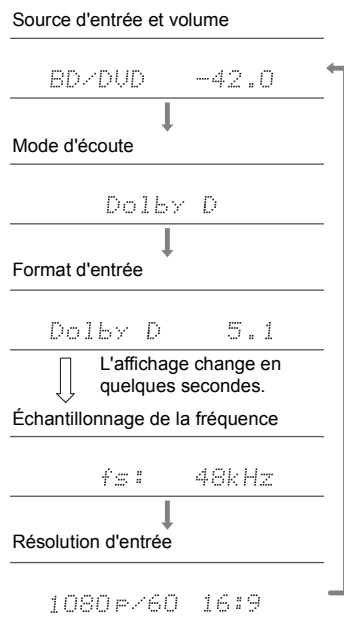 Source d'entrée et volume
BD/DVD -42.0
Mode d'écoute
Dolby D
Format d'entrée
Dolby D 5.1
L'affichage change en
quelques secondes.
Échantillonnage de la fréquence
fs: 48kHz
Résolution d'entrée
1080p/60 16:9